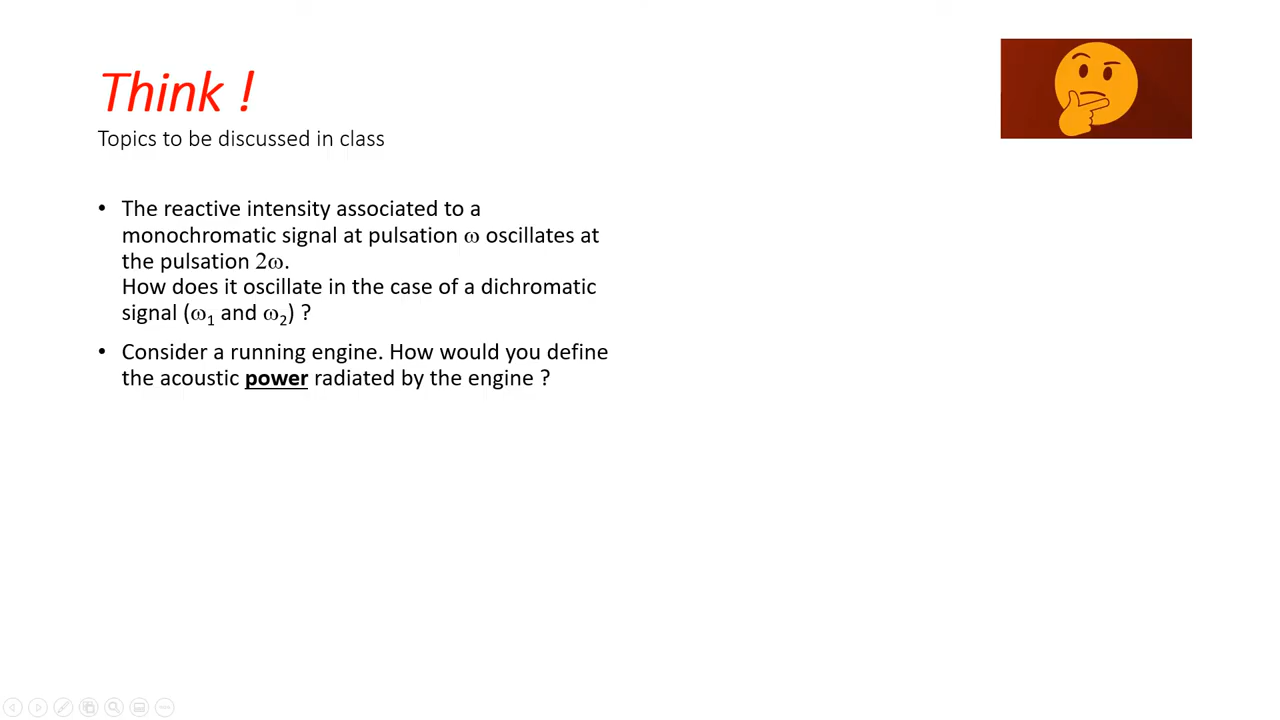 Think !
Topics to be discussed in class
• The reactive intensity associated to a
monochromatic signal at pulsation ω oscillates at
the pulsation 2ω.
How does it oscillate in the case of a dichromatic
signal (ω₁ and ω₂) ?
• Consider a running engine. How would you define
the acoustic power radiated by the engine ?